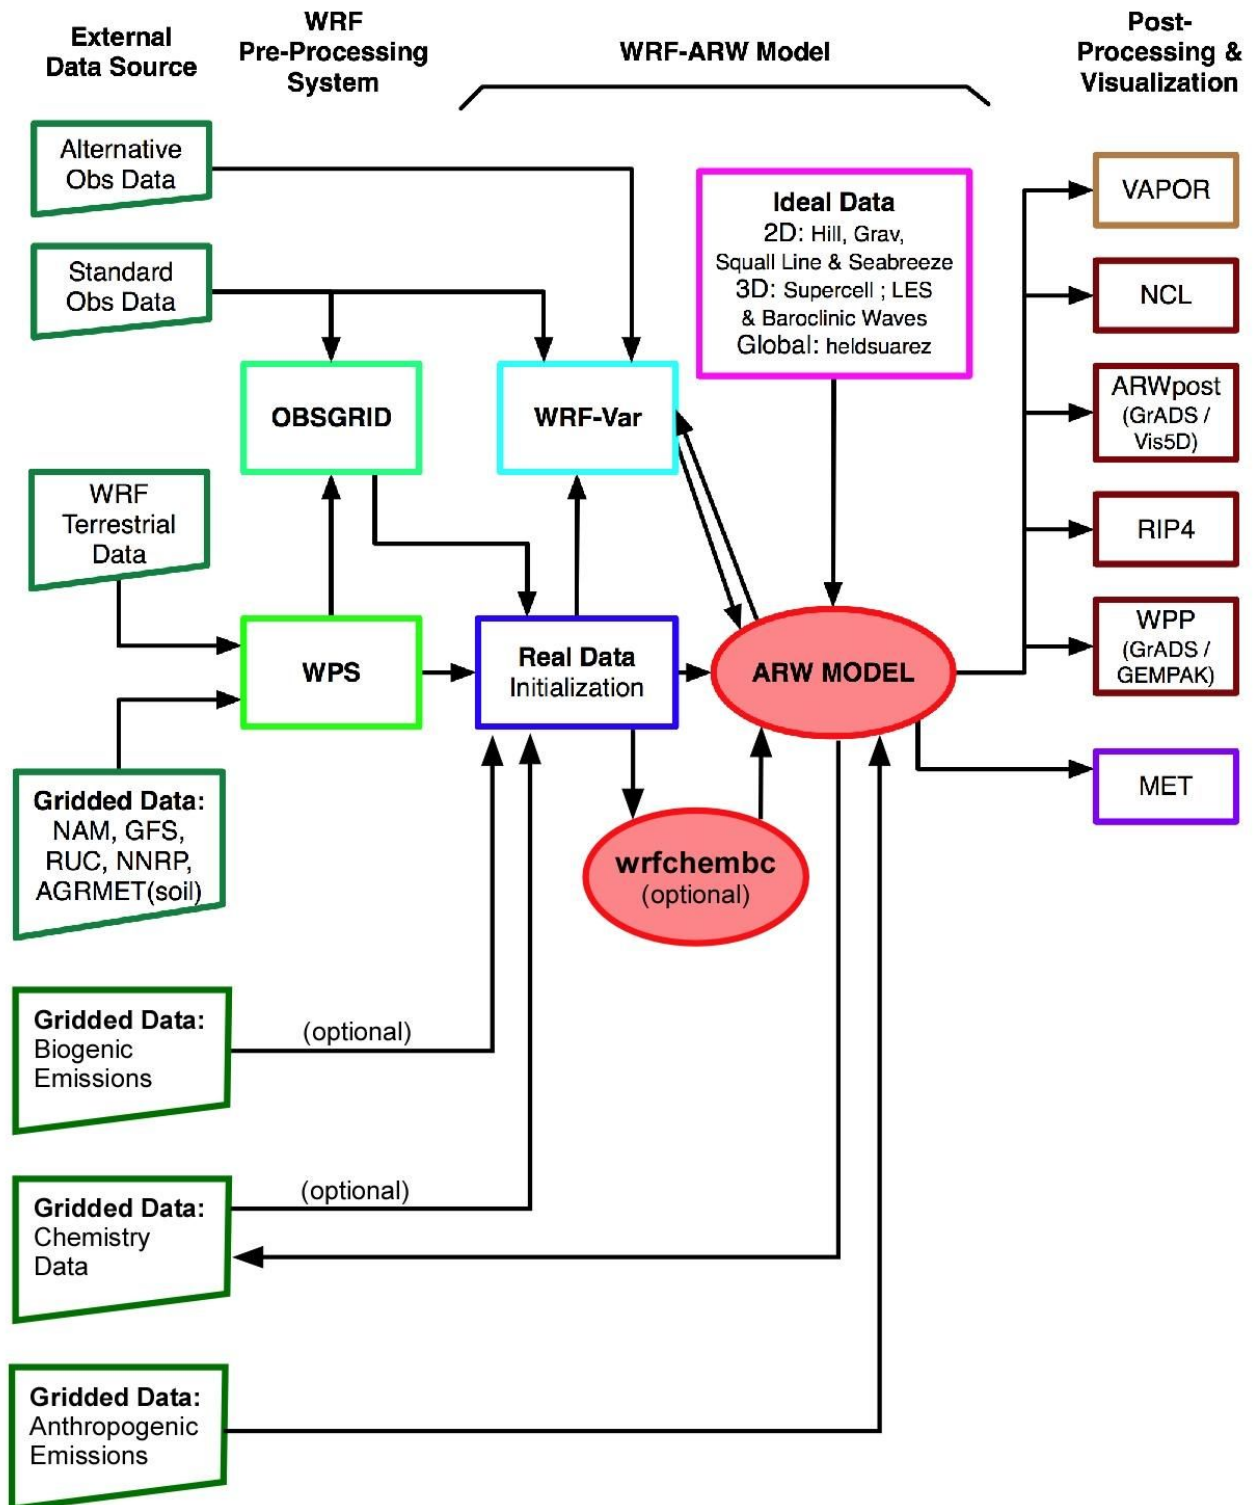 External
Data Source
WRF
Pre-Processing
System
WRF-ARW Model
Post-
Processing &
Visualization
Alternative
Obs Data
Standard
Obs Data
Ideal Data
2D: Hill, Grav,
Squall Line & Seabreeze
3D: Supercell ; LES
& Baroclinic Waves
Global: heldsuarez
VAPOR
NCL
OBSGRID
WRF-Var
ARWpost
(GrADS /
Vis5D)
WRF
Terrestrial
Data
RIP4
WPS
Real Data
Initialization
ARW MODEL
WPP
(GrADS /
GEMPAK)
MET
Gridded Data:
NAM, GFS,
RUC, NNRP,
AGRMET(soil)
wrfchembc
(optional)
Gridded Data:
Biogenic
Emissions
(optional)
Gridded Data:
Chemistry
Data
(optional)
Gridded Data:
Anthropogenic
Emissions